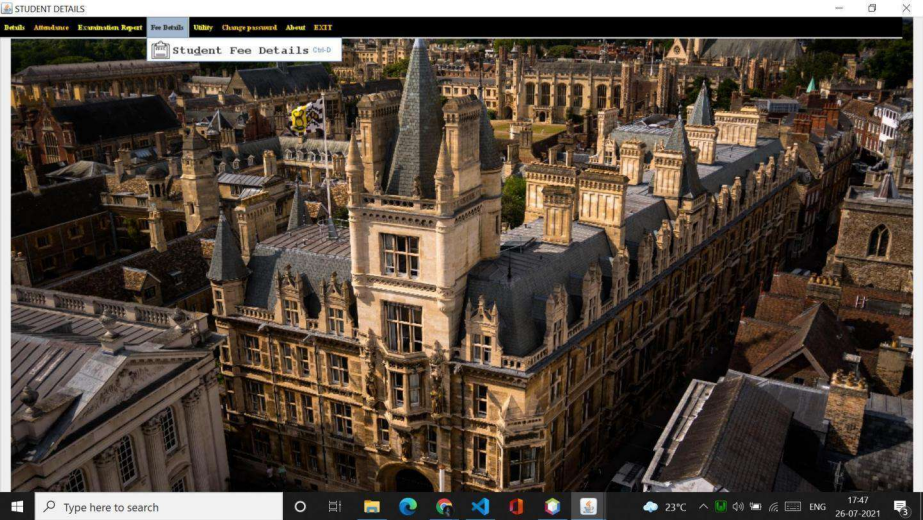 STUDENT DETAILS
Details Attendance Examination Report Fee Details Utility Change password About EXIT
Student Fee Details Ctrl-D
Type here to search
23°C ENG 17:47
26-07-2021 3